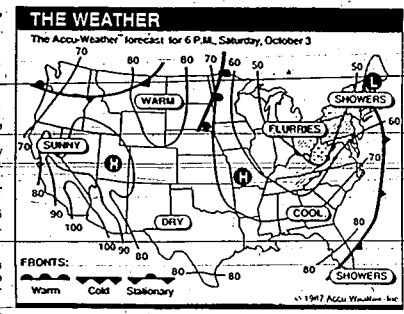 THE WEATHER
The Accu-Weather™ forecast for 6 P.M., Saturday, October 3
70 80 80 70 60 50 50
L
WARM
SHOWERS
FLURRIES
60
70
SUNNY
H
H
70
80
90
100
100 90 80
DRY
COOL
80
80
80
80
FRONTS:
Warm Cold Stationary
SHOWERS
© 1987 Accu-Weather, Inc